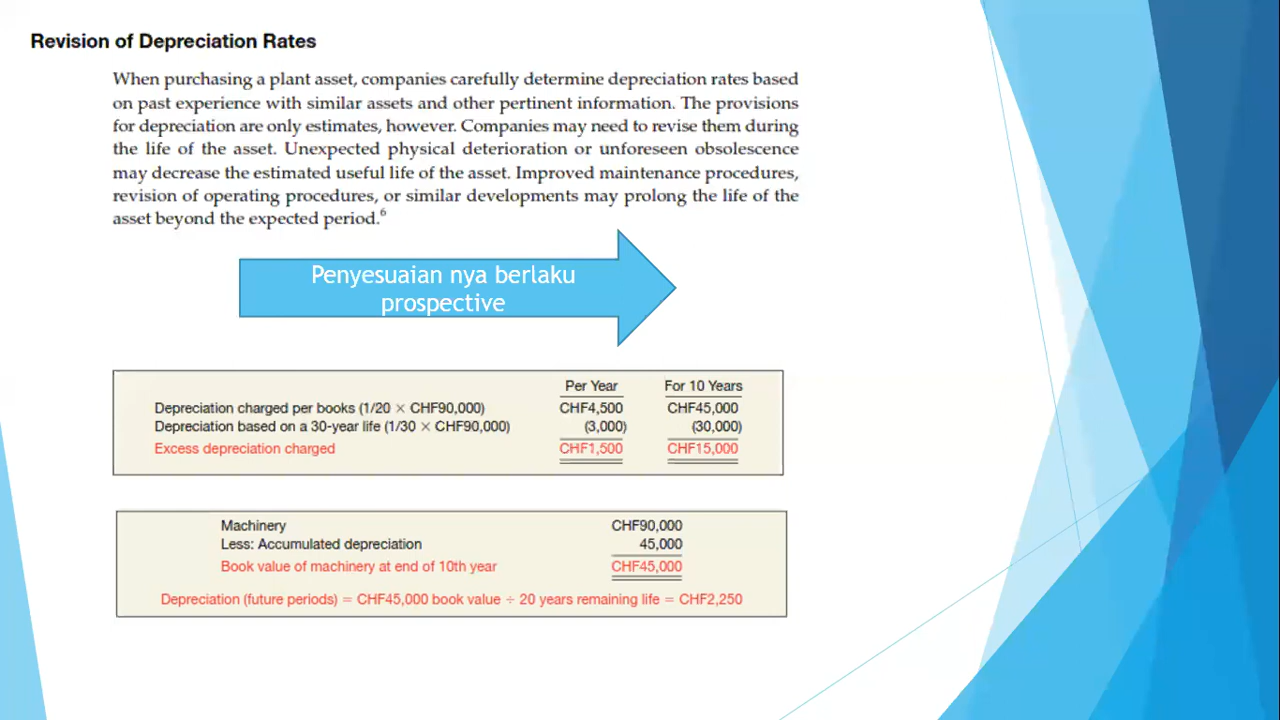 Revision of Depreciation Rates
When purchasing a plant asset, companies carefully determine depreciation rates based
on past experience with similar assets and other pertinent information. The provisions
for depreciation are only estimates, however. Companies may need to revise them during
the life of the asset. Unexpected physical deterioration or unforeseen obsolescence
may decrease the estimated useful life of the asset. Improved maintenance procedures,
revision of operating procedures, or similar developments may prolong the life of the
asset beyond the expected period.⁶
Penyesuaian nya berlaku
prospective
Per Year For 10 Years
Depreciation charged per books (1/20 × CHF90,000) CHF4,500 CHF45,000
Depreciation based on a 30-year life (1/30 × CHF90,000) (3,000) (30,000)
Excess depreciation charged CHF1,500 CHF15,000
Machinery CHF90,000
Less: Accumulated depreciation 45,000
Book value of machinery at end of 10th year CHF45,000
Depreciation (future periods) = CHF45,000 book value ÷ 20 years remaining life = CHF2,250